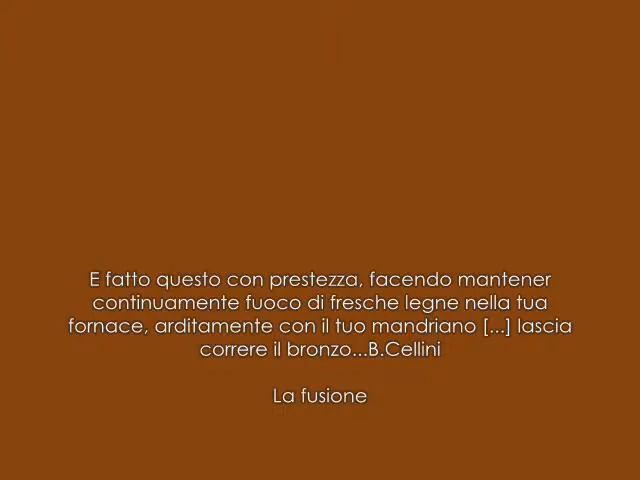 E fatto questo con prestezza, facendo mantener
continuamente fuoco di fresche legne nella tua
fornace, arditamente con il tuo mandriano [...] lascia
correre il bronzo...B.Cellini
La fusione